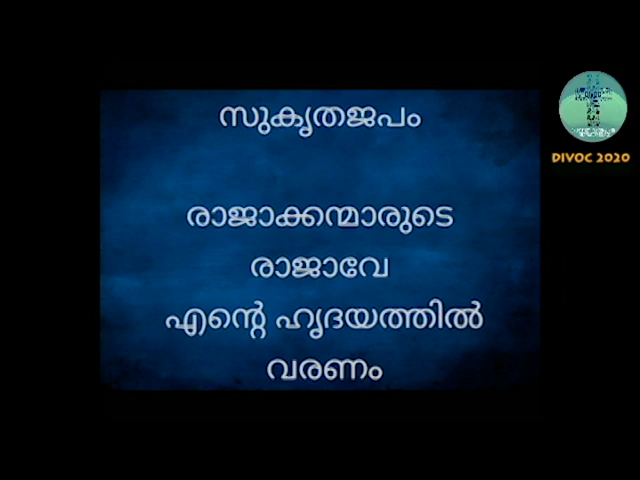 സുകൃതജപം
രാജാക്കന്മാരുടെ
രാജാവേ
എന്റെ ഹൃദയത്തിൽ
വരണം
DIVOC 2020